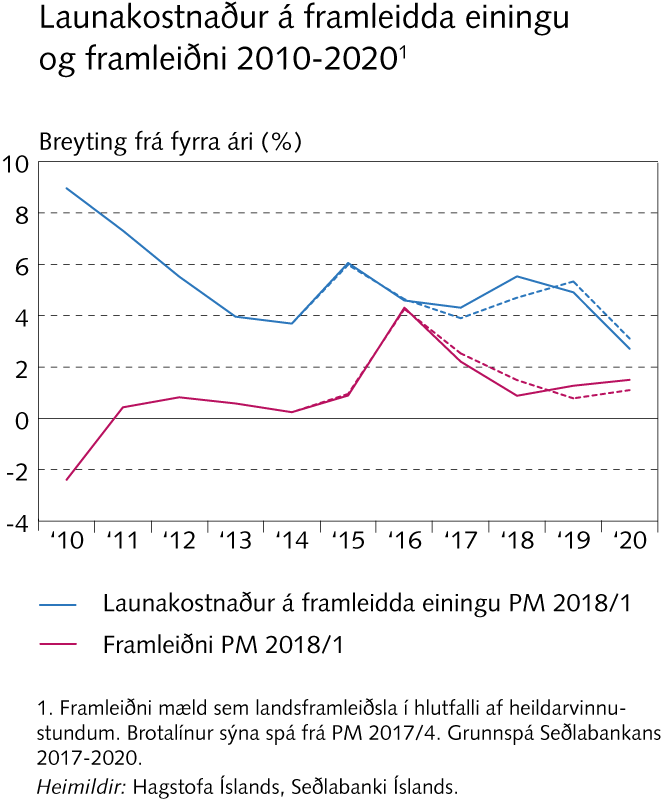 Launakostnaður á framleidda einingu
og framleiðni 2010-2020¹
Breyting frá fyrra ári (%)
10
8
6
4
2
0
-2
-4
‘10 ‘11 ‘12 ‘13 ‘14 ‘15 ‘16 ‘17 ‘18 ‘19 ‘20
Launakostnaður á framleidda einingu PM 2018/1
Framleiðni PM 2018/1
1. Framleiðni mæld sem landsframleiðsla í hlutfalli af heildarvinnu-
stundum. Brotalínur sýna spá frá PM 2017/4. Grunnspá Seðlabankans
2017-2020.
Heimildir: Hagstofa Íslands, Seðlabanki Íslands.